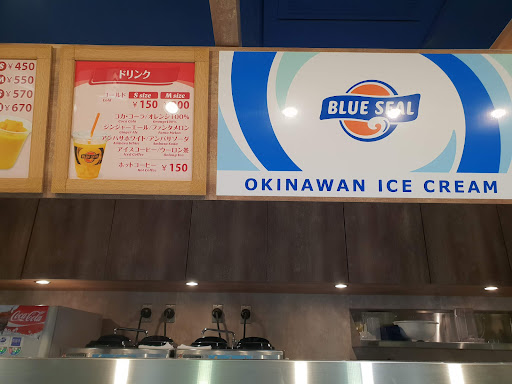 ¥450
¥550
¥570
¥670
ドリンク
S size M size
コールド
¥150
コカ・コーラ/オレンジ100%
ジンジャーエール/ファンタメロン
アンバサホワイト/アンバサソーダ
アイスコーヒー/ウーロン茶
ホットコーヒー ¥150
BLUE SEAL
OKINAWAN ICE CREAM
Coca-Cola